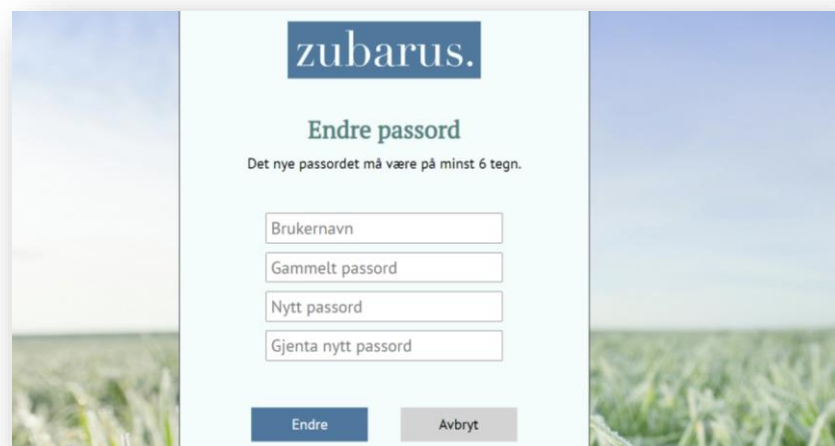 zubarus.
Endre passord
Det nye passordet må være på minst 6 tegn.
Brukernavn
Gammelt passord
Nytt passord
Gjenta nytt passord
Endre Avbryt